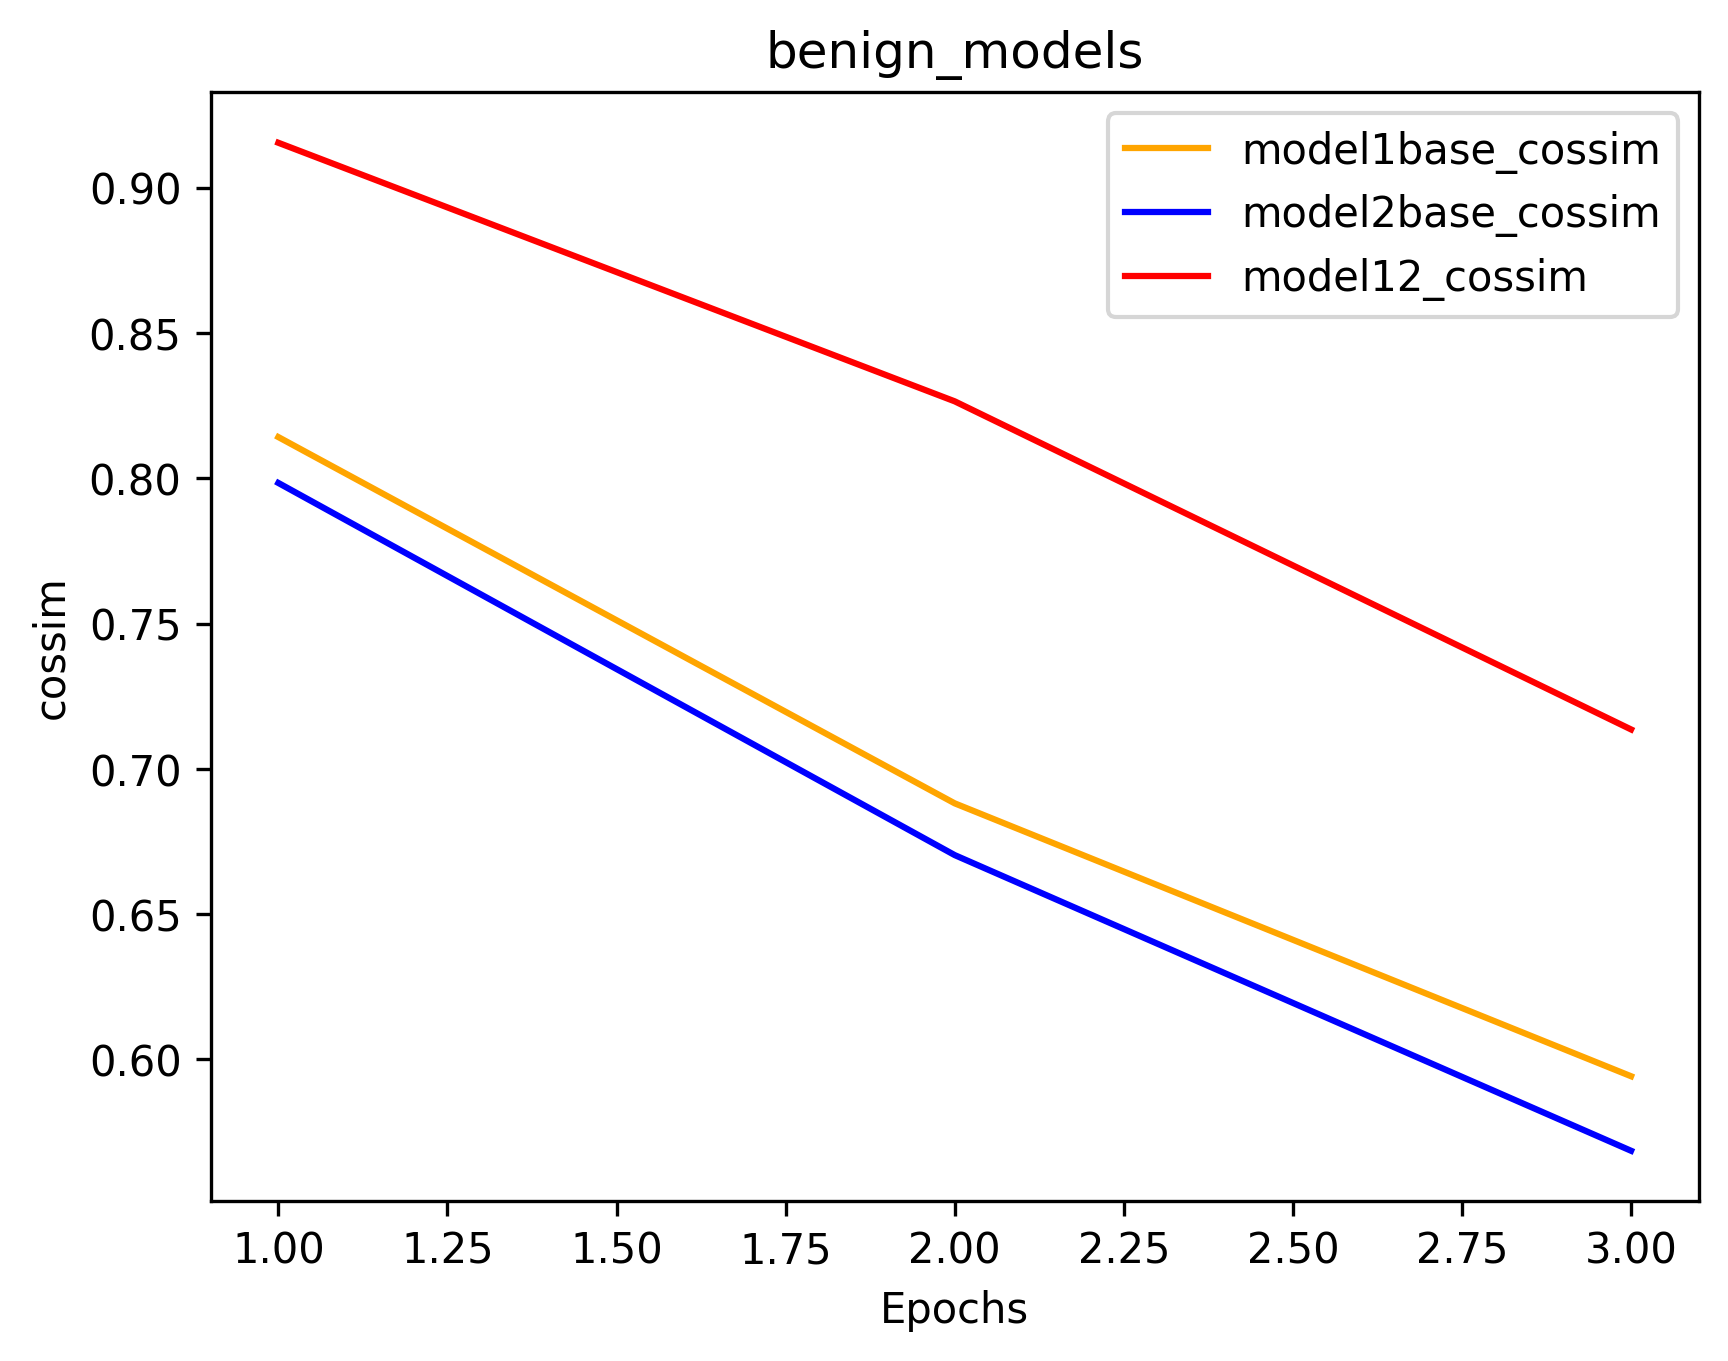 benign_models
model1base_cossim
model2base_cossim
model12_cossim
cossim
0.90
0.85
0.80
0.75
0.70
0.65
0.60
1.00 1.25 1.50 1.75 2.00 2.25 2.50 2.75 3.00
Epochs